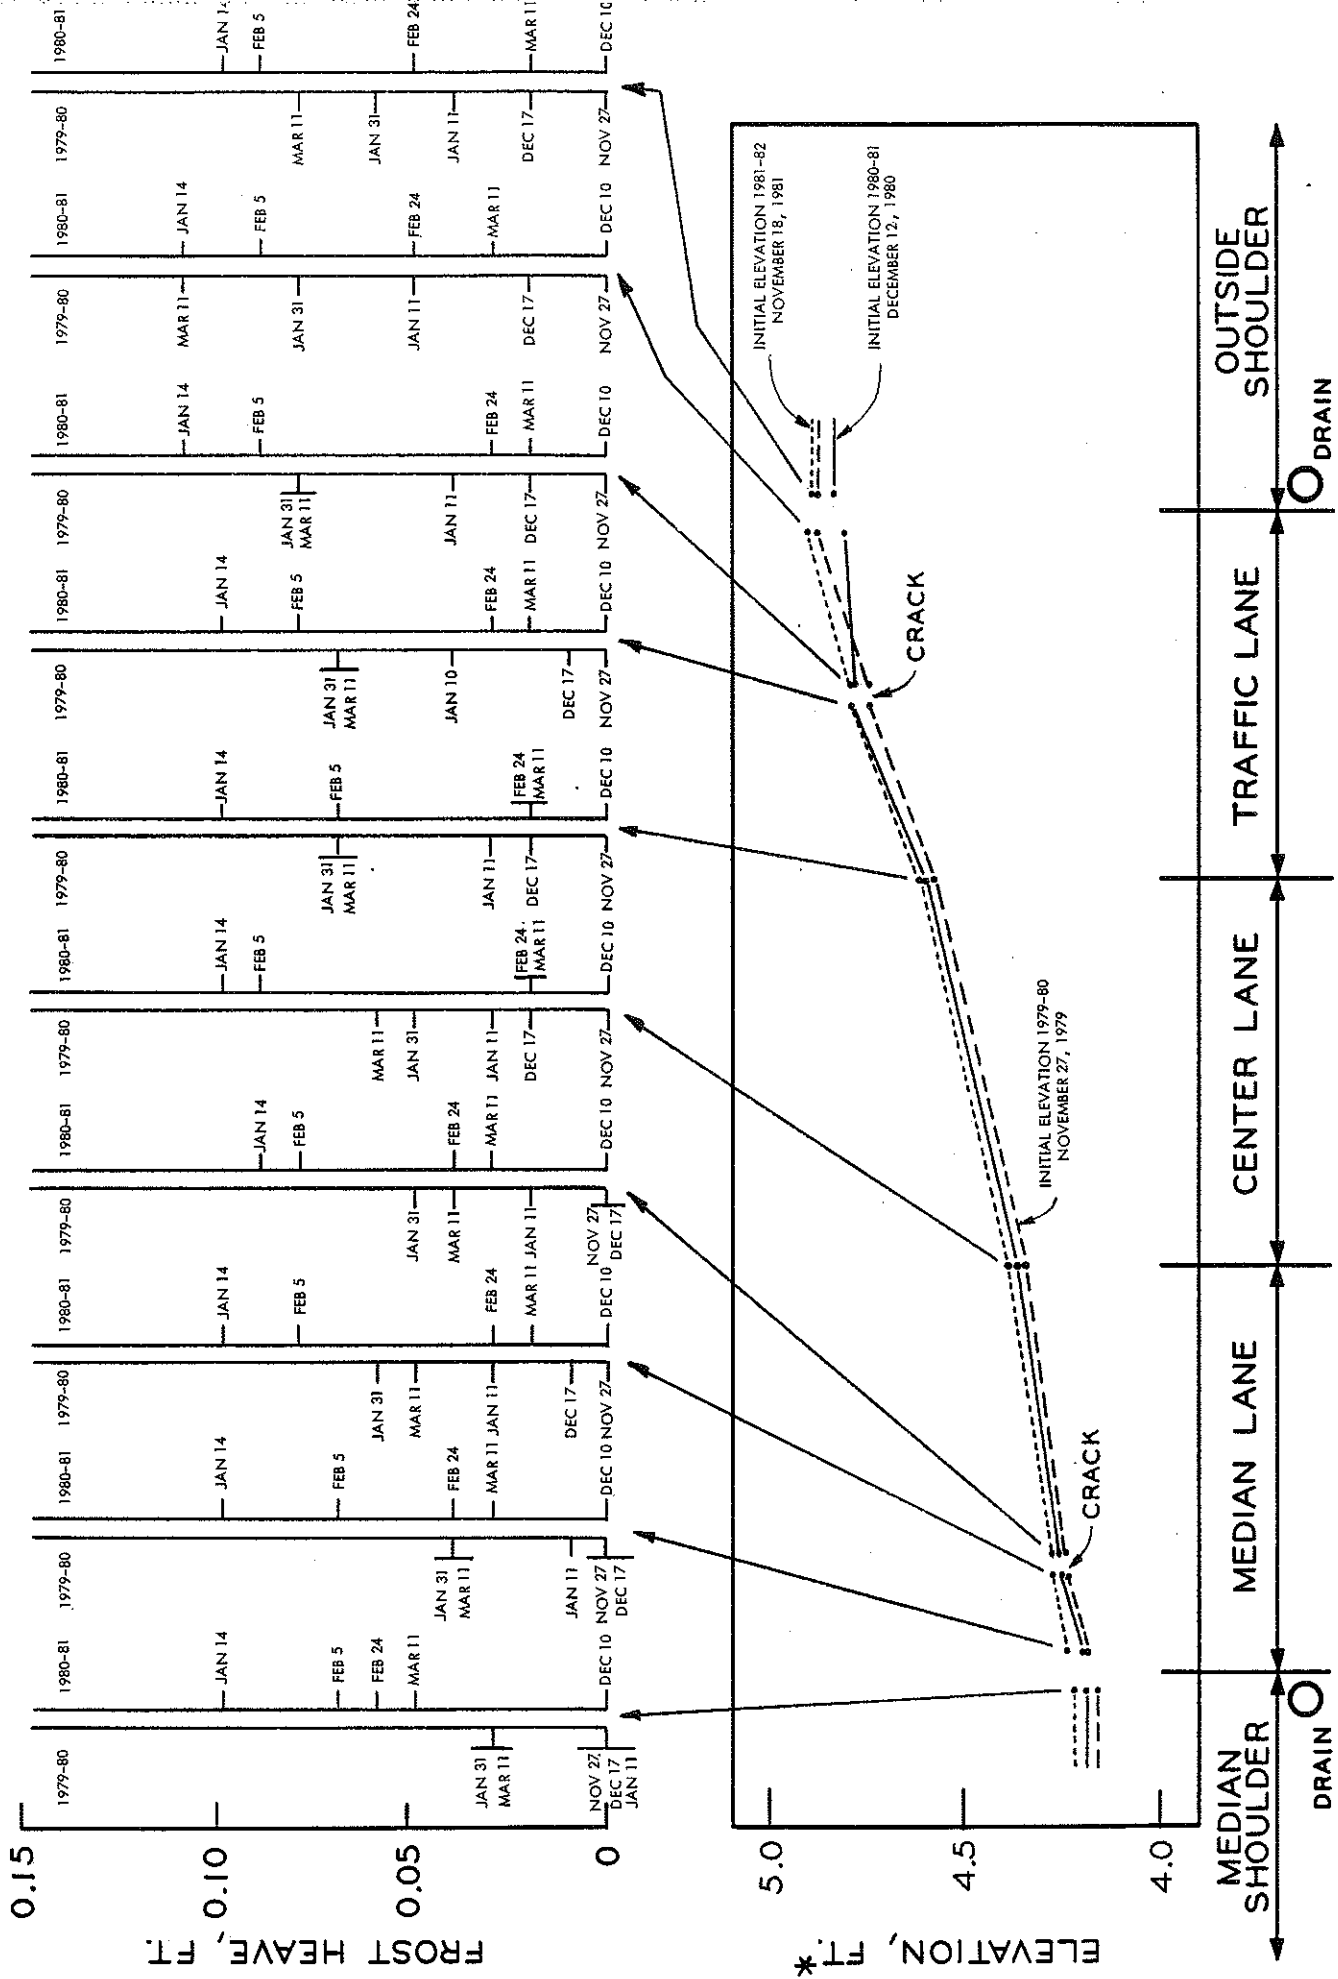 FROST HEAVE, FT.
0.15
0.10
0.05
0
1979-80
JAN 31
MAR 11
NOV 27
DEC 17
JAN 11
1980-81
JAN 14
FEB 5
FEB 24
MAR 11
DEC 10
1979-80
JAN 31
MAR 11
JAN 11
NOV 27
DEC 17
1980-81
JAN 14
FEB 5
FEB 24
MAR 11
DEC 10
1979-80
JAN 31
MAR 11
JAN 11
DEC 17
NOV 27
1980-81
JAN 14
FEB 5
FEB 24
MAR 11
DEC 10
1979-80
JAN 31
MAR 11
JAN 11
NOV 27
DEC 17
1980-81
JAN 14
FEB 5
FEB 24
MAR 11
DEC 10
1979-80
MAR 11
JAN 31
JAN 11
DEC 17
NOV 27
1980-81
JAN 14
FEB 5
FEB 24
MAR 11
DEC 10
1979-80
JAN 31
MAR 11
JAN 11
DEC 17
NOV 27
1980-81
JAN 14
FEB 5
FEB 24
MAR 11
DEC 10
1979-80
JAN 31
MAR 11
JAN 10
DEC 17
NOV 27
1980-81
JAN 14
FEB 5
FEB 24
MAR 11
DEC 10
1979-80
JAN 31
MAR 11
JAN 11
DEC 17
NOV 27
1980-81
JAN 14
FEB 5
FEB 24
MAR 11
DEC 10
1979-80
MAR 11
JAN 31
JAN 11
DEC 17
NOV 27
1980-81
JAN 14
FEB 5
FEB 24
MAR 11
DEC 10
1979-80
MAR 11
JAN 31
JAN 11
DEC 17
NOV 27
1980-81
JAN 14
FEB 5
FEB 24
MAR 11
DEC 10
ELEVATION, FT.*
5.0
4.5
4.0
INITIAL ELEVATION 1981-82
NOVEMBER 18, 1981
INITIAL ELEVATION 1980-81
DECEMBER 12, 1980
CRACK
INITIAL ELEVATION 1979-80
NOVEMBER 27, 1979
CRACK
MEDIAN
SHOULDER
MEDIAN LANE
CENTER LANE
TRAFFIC LANE
OUTSIDE
SHOULDER
DRAIN
DRAIN